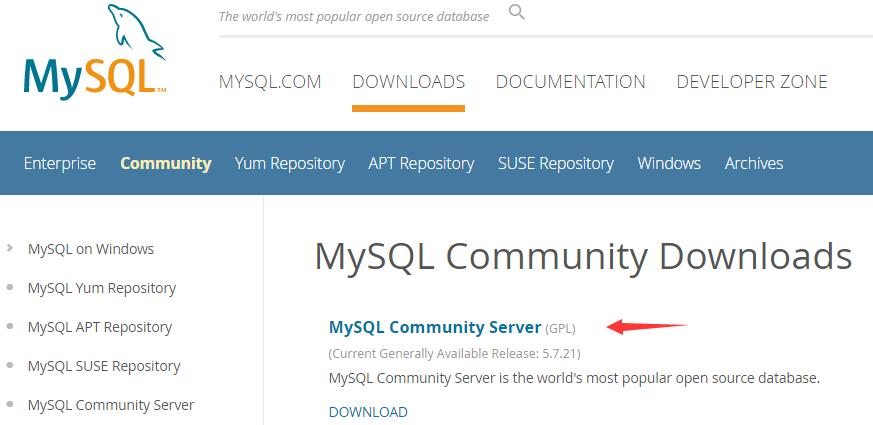 The world's most popular open source database
MySQL™
MYSQL.COM DOWNLOADS DOCUMENTATION DEVELOPER ZONE
Enterprise Community Yum Repository APT Repository SUSE Repository Windows Archives
MySQL on Windows
MySQL Yum Repository
MySQL APT Repository
MySQL SUSE Repository
MySQL Community Server
MySQL Community Downloads
MySQL Community Server (GPL)
(Current Generally Available Release: 5.7.21)
MySQL Community Server is the world's most popular open source database.
DOWNLOAD